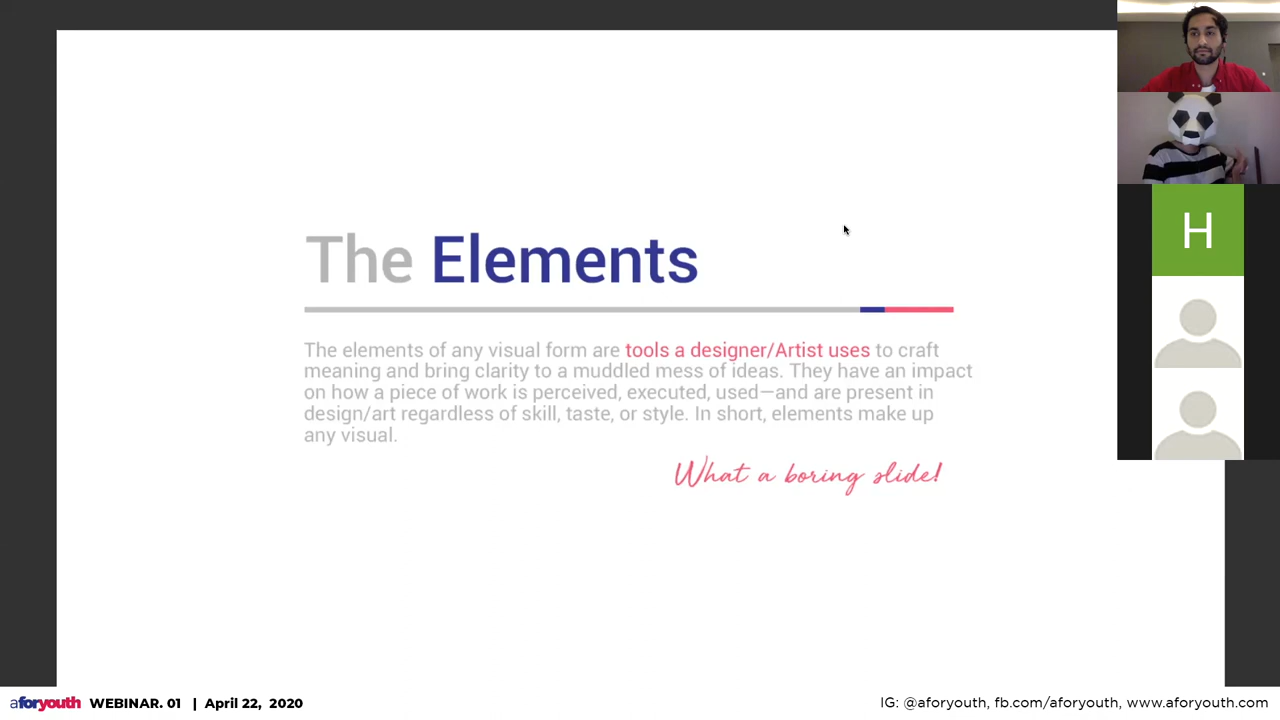 The Elements
The elements of any visual form are tools a designer/Artist uses to craft
meaning and bring clarity to a muddled mess of ideas. They have an impact
on how a piece of work is perceived, executed, used—and are present in
design/art regardless of skill, taste, or style. In short, elements make up
any visual.
What a boring slide!
H
aforyouth WEBINAR. 01 | April 22, 2020
IG: @aforyouth, fb.com/aforyouth, www.aforyouth.com